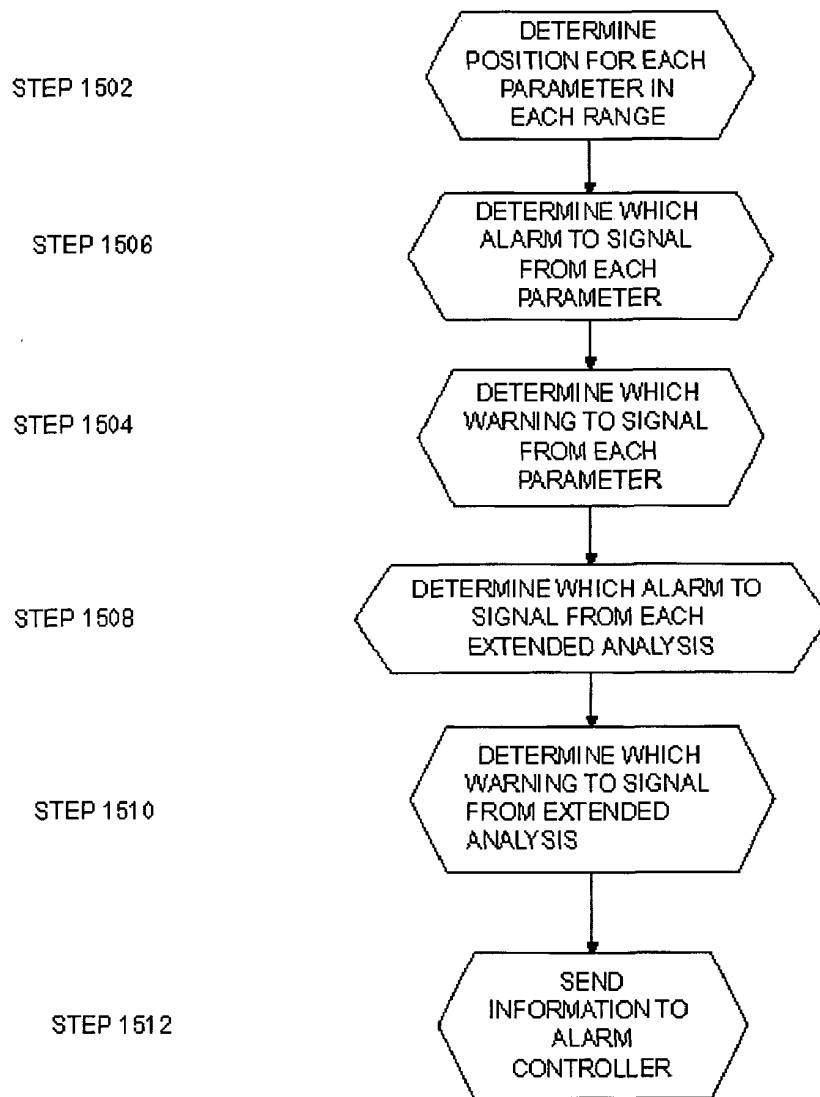 STEP 1502
DETERMINE
POSITION FOR EACH
PARAMETER IN
EACH RANGE
STEP 1506
DETERMINE WHICH
ALARM TO SIGNAL
FROM EACH
PARAMETER
STEP 1504
DETERMINE WHICH
WARNING TO SIGNAL
FROM EACH
PARAMETER
STEP 1508
DETERMINE WHICH ALARM TO
SIGNAL FROM EACH
EXTENDED ANALYSIS
STEP 1510
DETERMINE WHICH
WARNING TO SIGNAL
FROM EXTENDED
ANALYSIS
STEP 1512
SEND
INFORMATION TO
ALARM
CONTROLLER